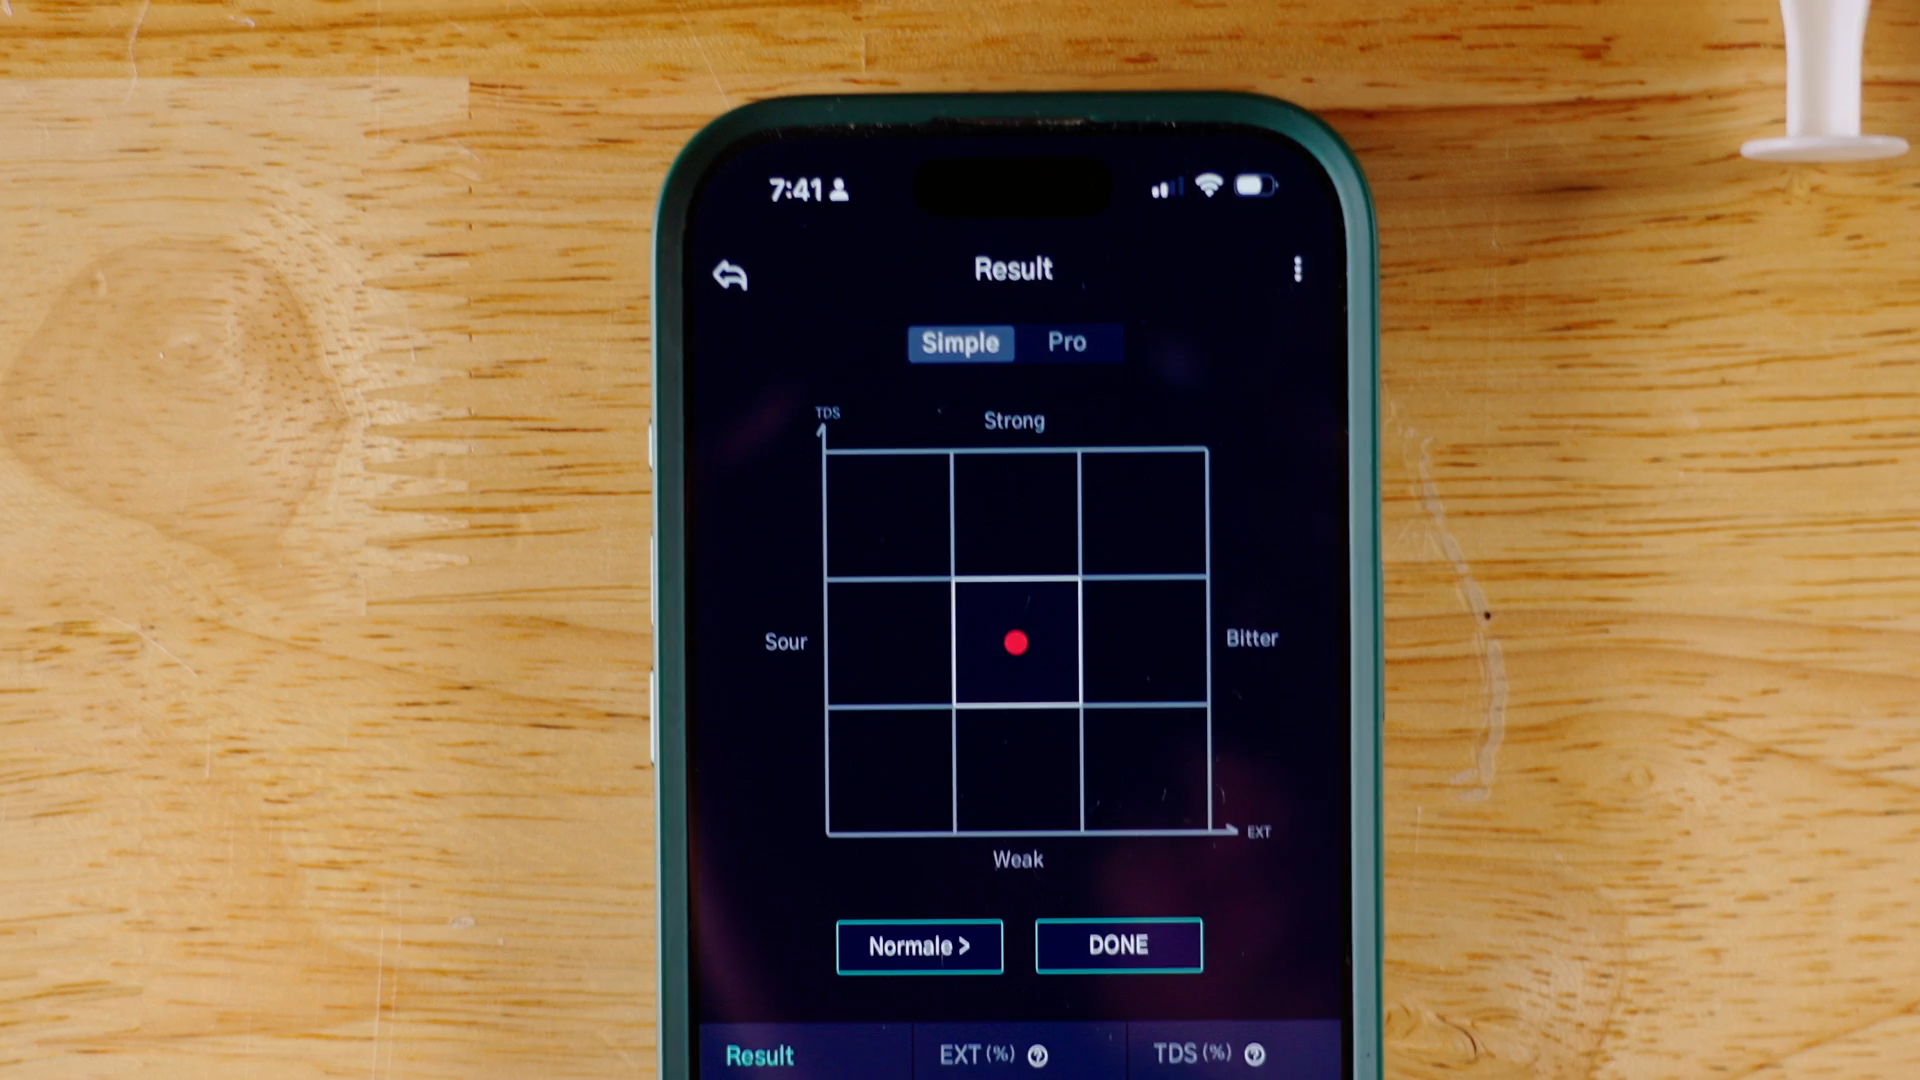 7:41
Result
Simple Pro
TDS
Strong
Sour
Bitter
EXT
Weak
Normale >
DONE
Result EXT (%) ? TDS (%) ?